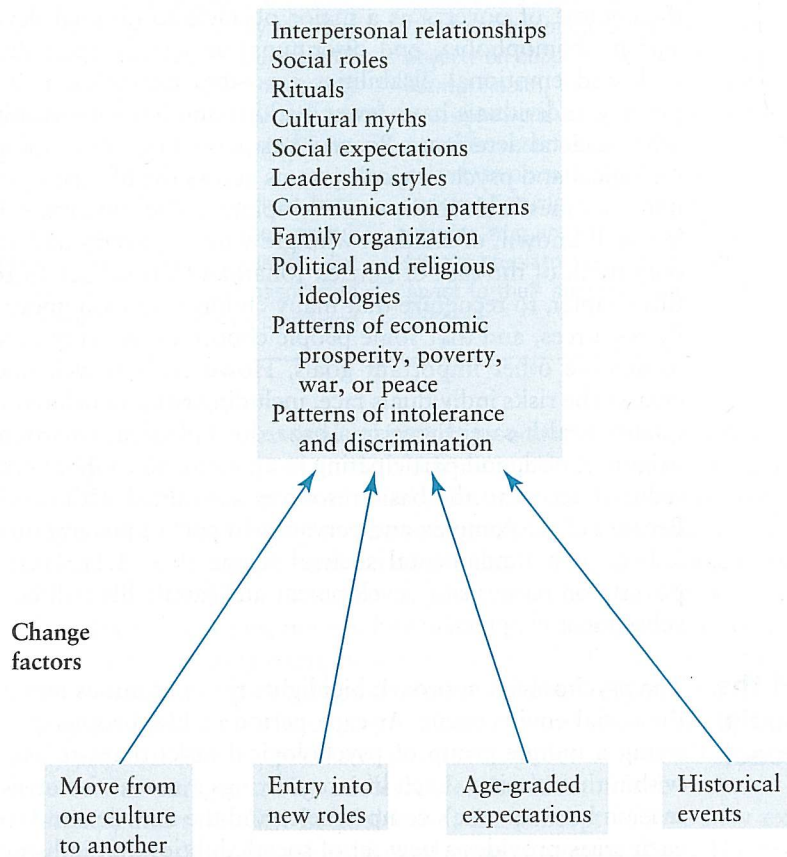 Interpersonal relationships
Social roles
Rituals
Cultural myths
Social expectations
Leadership styles
Communication patterns
Family organization
Political and religious
ideologies
Patterns of economic
prosperity, poverty,
war, or peace
Patterns of intolerance
and discrimination
Change
factors
Move from
one culture
to another
Entry into
new roles
Age-graded
expectations
Historical
events